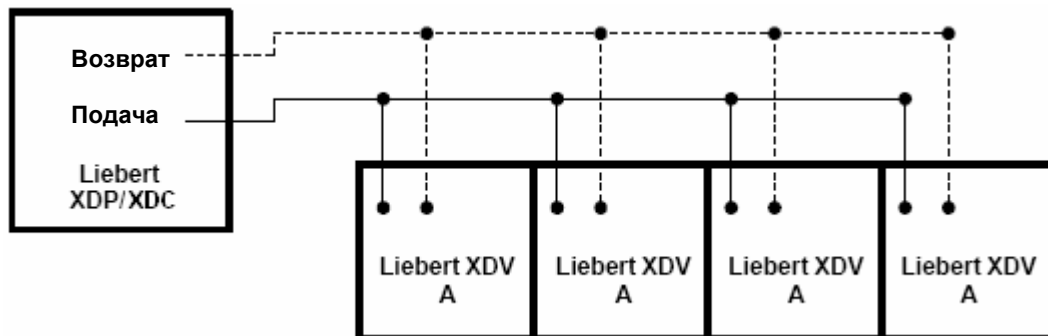 Возврат
Подача
Liebert
XDP/XDC
Liebert XDV
A
Liebert XDV
A
Liebert XDV
A
Liebert XDV
A